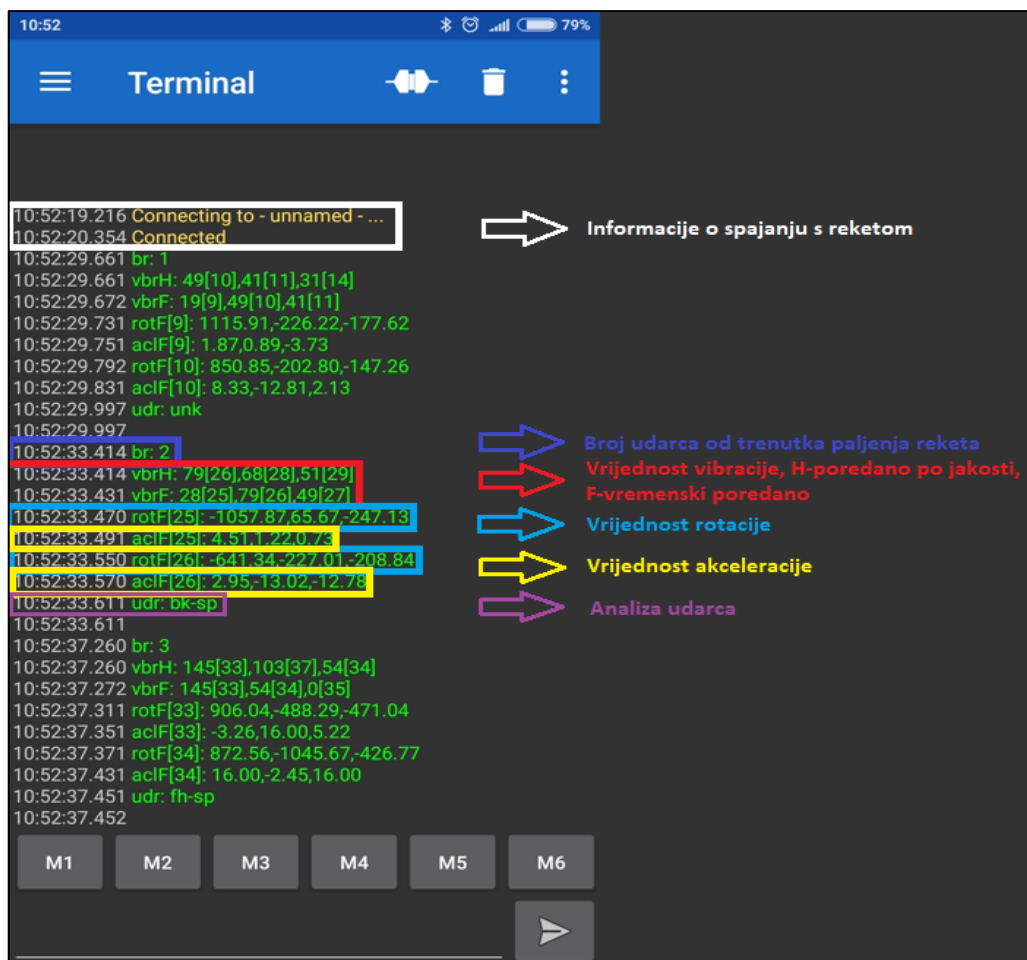 10:52 79%
Terminal
10:52:19.216 Connecting to - unnamed - ...
10:52:20.354 Connected
Informacije o spajanju s reketom
10:52:29.661 br: 1
10:52:29.661 vbrH: 49[10],41[11],31[14]
10:52:29.672 vbrF: 19[9],49[10],41[11]
10:52:29.731 rotF[9]: 1115.91,-226.22,-177.62
10:52:29.751 aclF[9]: 1.87,0.89,-3.73
10:52:29.792 rotF[10]: 850.85,-202.80,-147.26
10:52:29.831 aclF[10]: 8.33,-12.81,2.13
10:52:29.997 udr: unk
10:52:29.997
10:52:33.414 br: 2
Broj udarca od trenutka paljenja reketa
10:52:33.414 vbrH: 79[26],68[28],51[29]
10:52:33.431 vbrF: 28[25],79[26],49[27]
Vrijednost vibracije, H-poredano po jakosti,
F-vremenski poredano
10:52:33.470 rotF[25]: -1057.87,65.67,-247.13
Vrijednost rotacije
10:52:33.491 aclF[25]: 4.51,1.22,0.73
10:52:33.550 rotF[26]: -641.34,-227.01,-208.84
10:52:33.570 aclF[26]: 2.95,-13.02,-12.78
Vrijednost akceleracije
10:52:33.611 udr: bk-sp
Analiza udarca
10:52:33.611
10:52:37.260 br: 3
10:52:37.260 vbrH: 145[33],103[37],54[34]
10:52:37.272 vbrF: 145[33],54[34],0[35]
10:52:37.311 rotF[33]: 906.04,-488.29,-471.04
10:52:37.351 aclF[33]: -3.26,16.00,5.22
10:52:37.371 rotF[34]: 872.56,-1045.67,-426.77
10:52:37.431 aclF[34]: 16.00,-2.45,16.00
10:52:37.451 udr: fh-sp
10:52:37.452
M1 M2 M3 M4 M5 M6